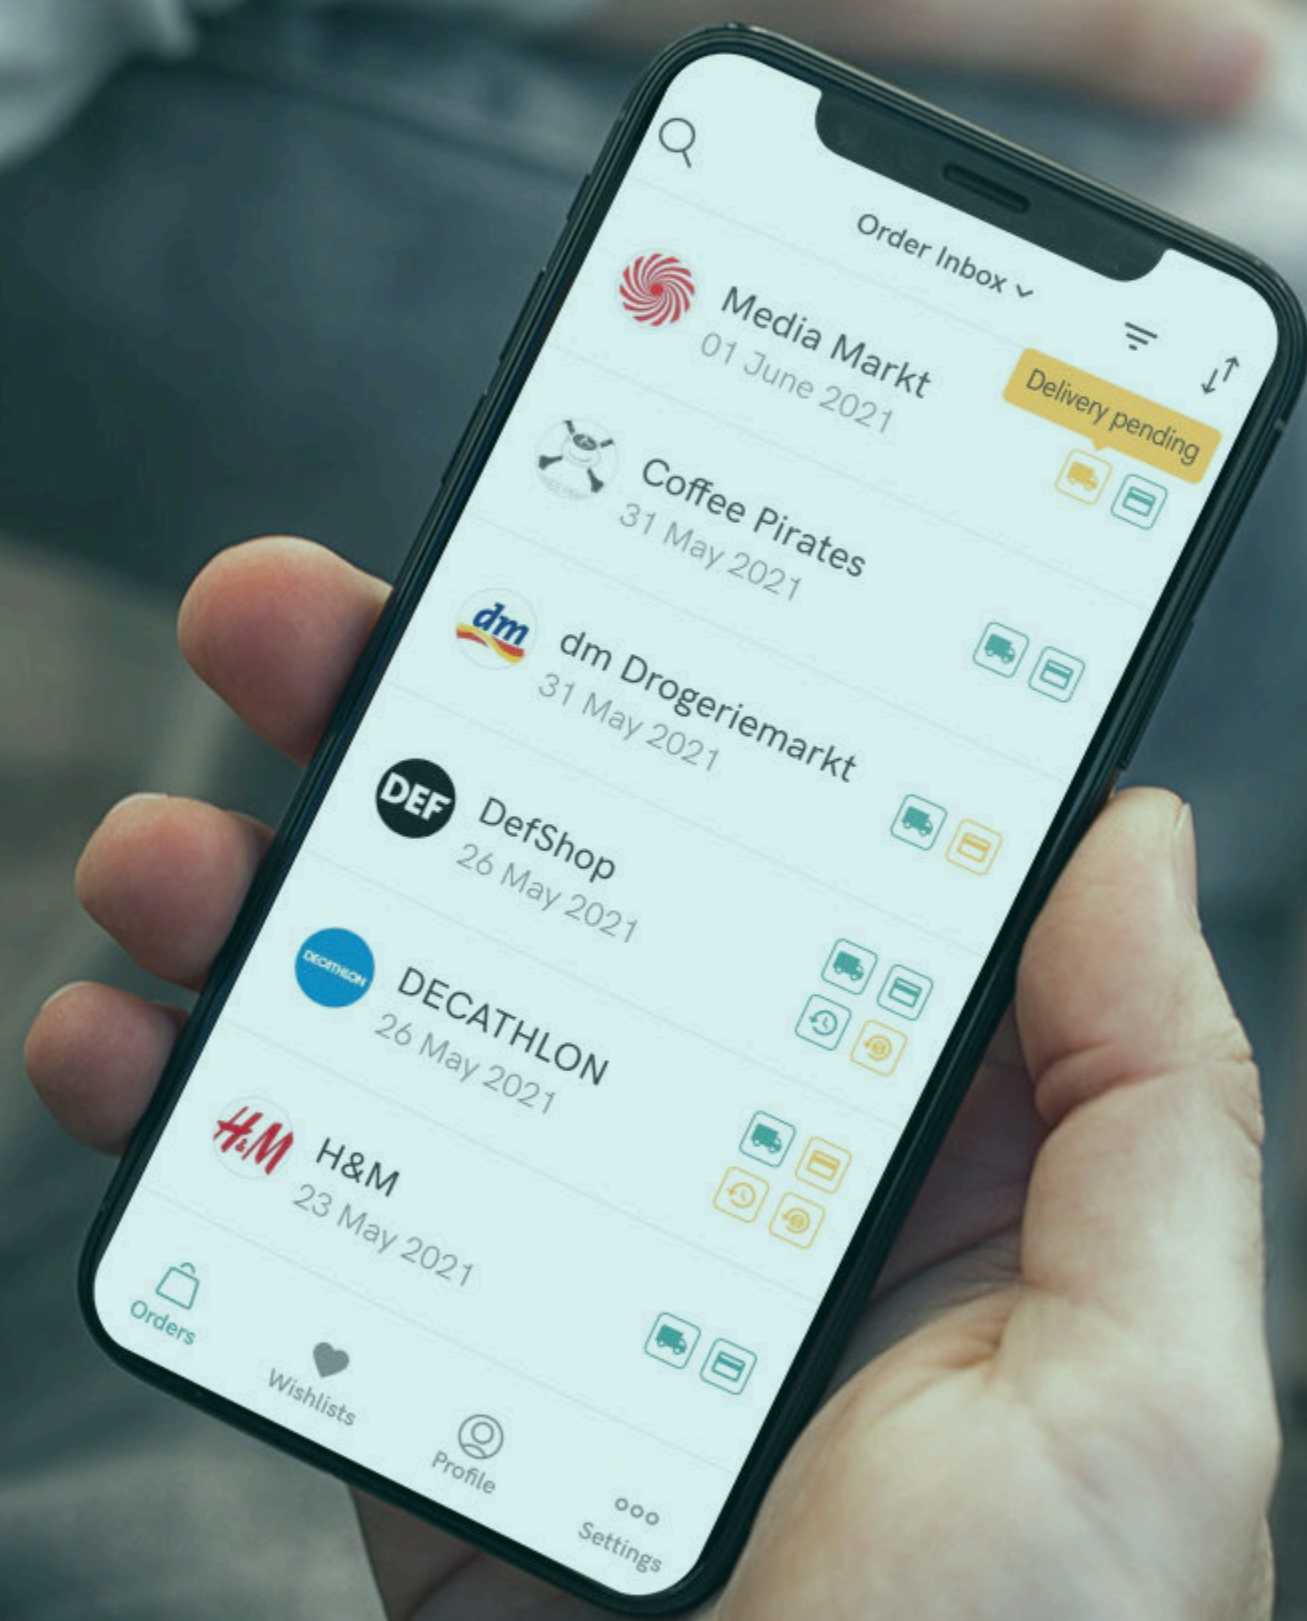 Order Inbox
Media Markt
01 June 2021
Delivery pending
Coffee Pirates
31 May 2021
dm
dm Drogeriemarkt
31 May 2021
DEF
DefShop
26 May 2021
DECATHLON
DECATHLON
26 May 2021
H&M
H&M
23 May 2021
Orders
Wishlists
Profile
Settings